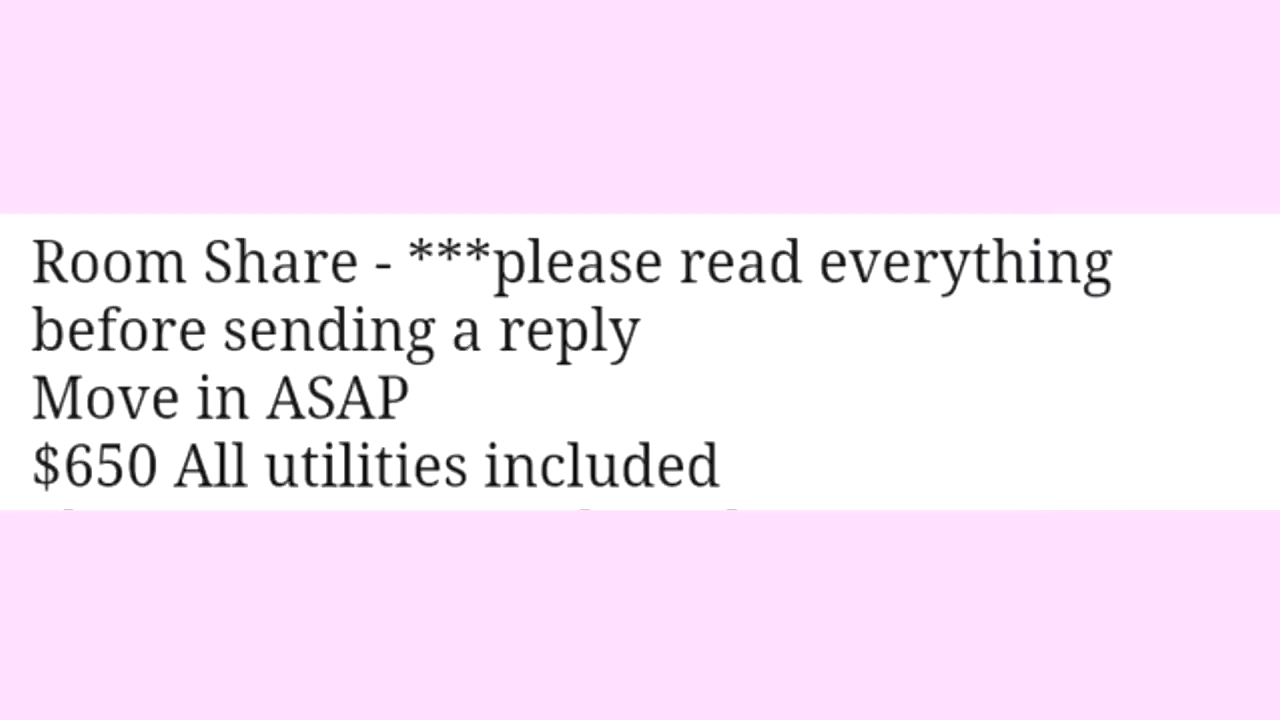 Room Share - ***please read everything
before sending a reply
Move in ASAP
$650 All utilities included